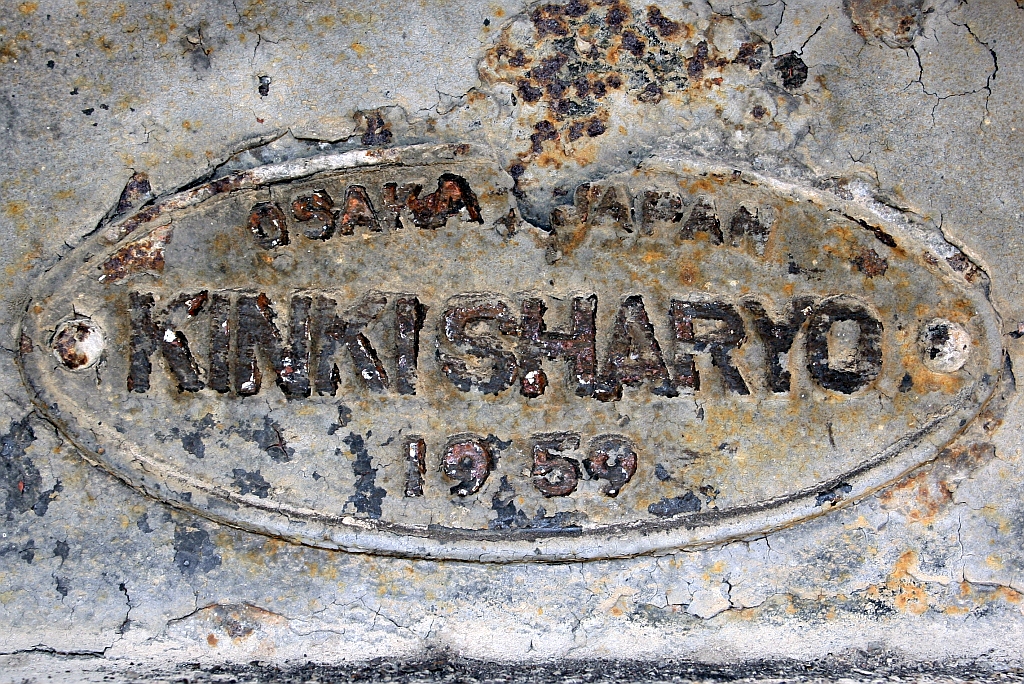 OSAKA, JAPAN
KINKI SHARYO
1959